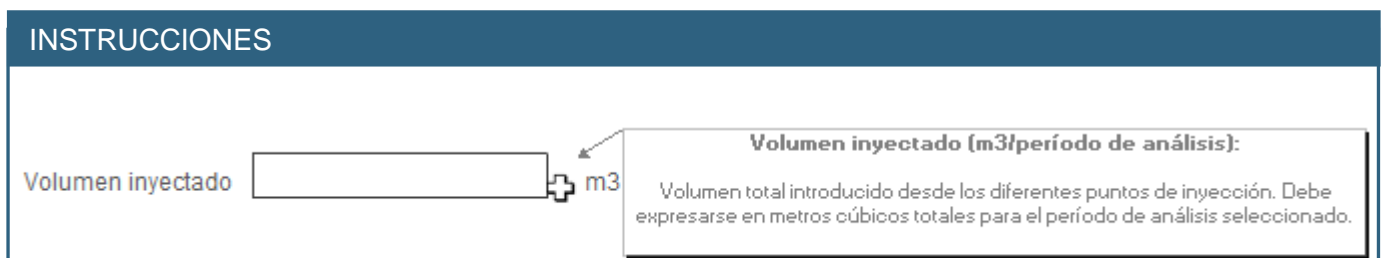 INSTRUCCIONES
Volumen inyectado
m3
Volumen inyectado (m3/período de análisis):
Volumen total introducido desde los diferentes puntos de inyección. Debe
expresarse en metros cúbicos totales para el período de análisis seleccionado.